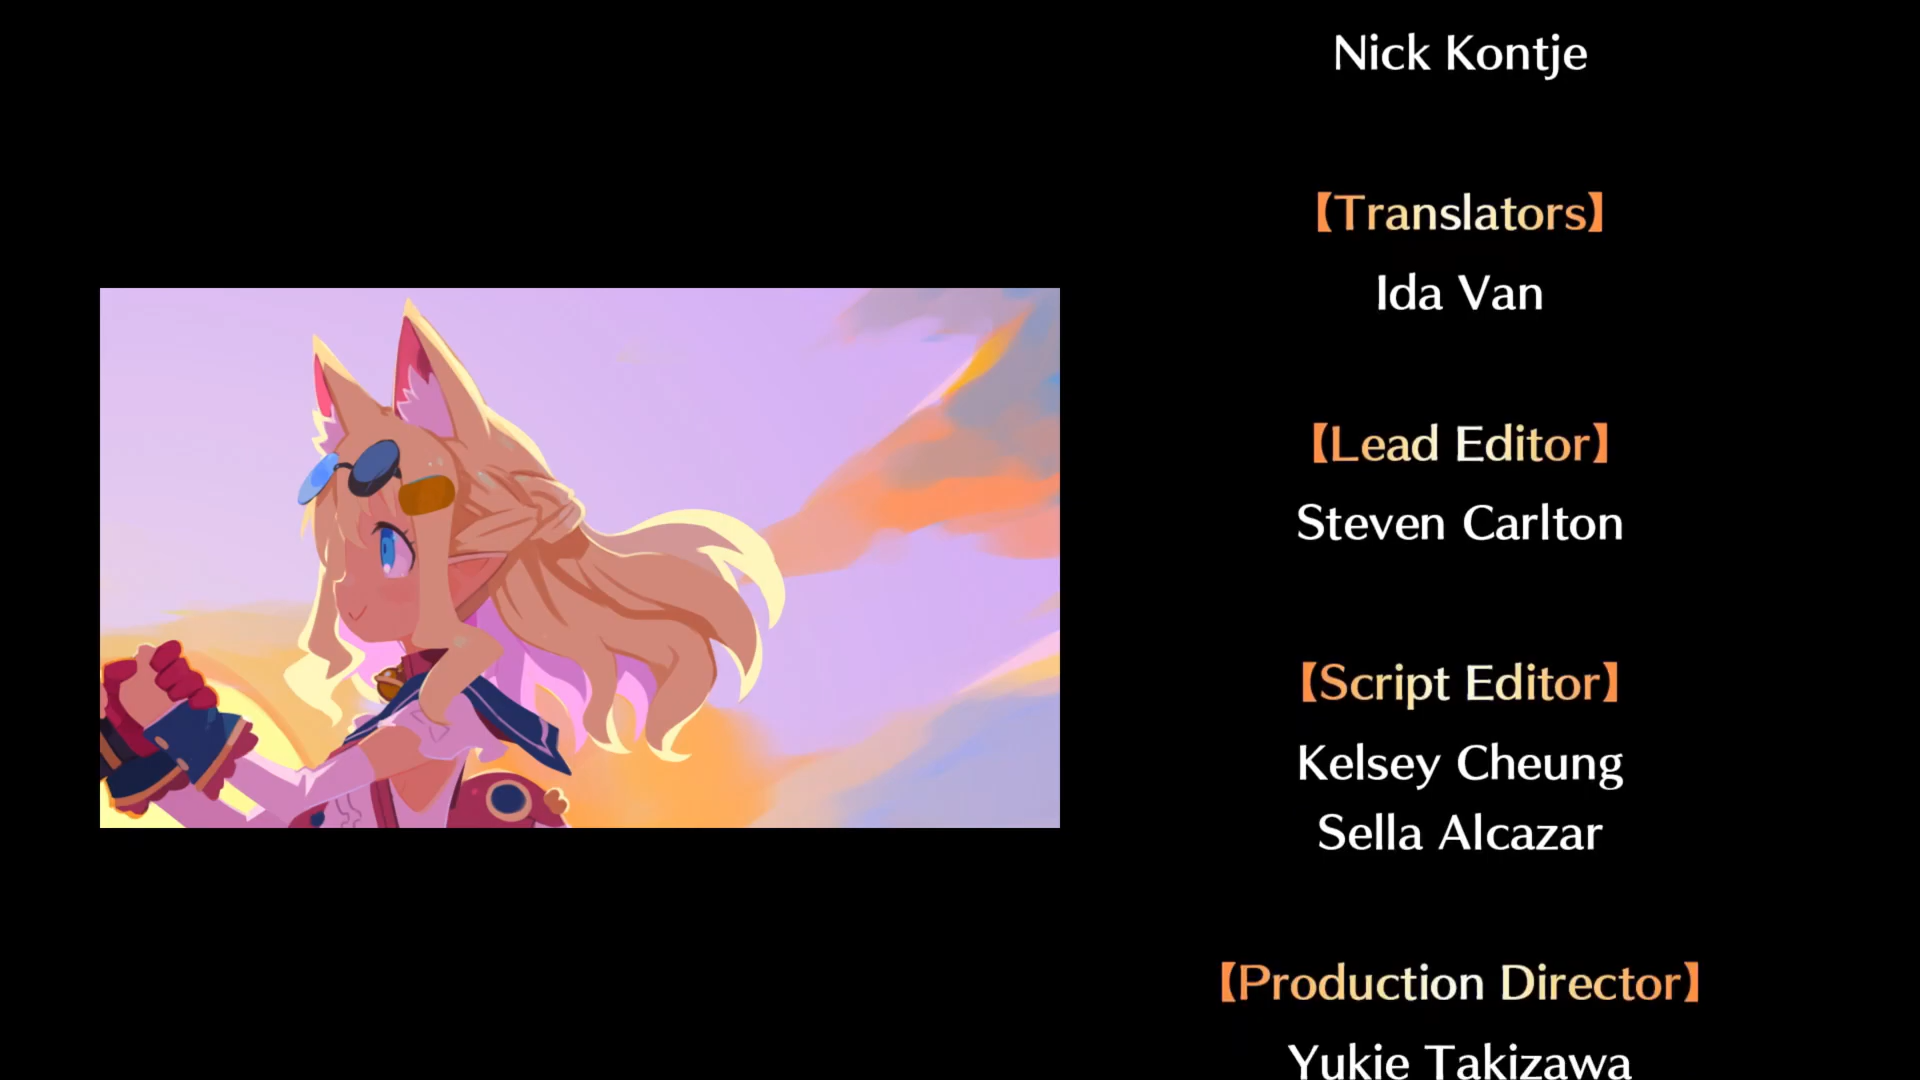 Nick Kontje
【Translators】
Ida Van
【Lead Editor】
Steven Carlton
【Script Editor】
Kelsey Cheung
Sella Alcazar
【Production Director】
Yukie Takizawa